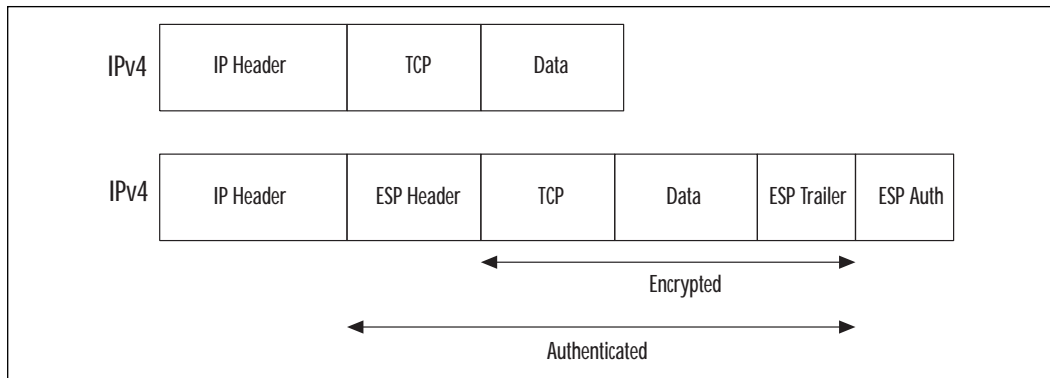 IPv4 IP Header TCP Data
IPv4 IP Header ESP Header TCP Data ESP Trailer ESP Auth
Encrypted
Authenticated